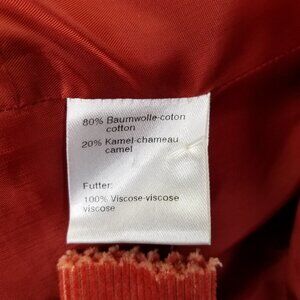 80% Baumwolle-coton
cotton
20% Kamel-chameau
camel
Futter:
100% Viscose-viscose
viscose